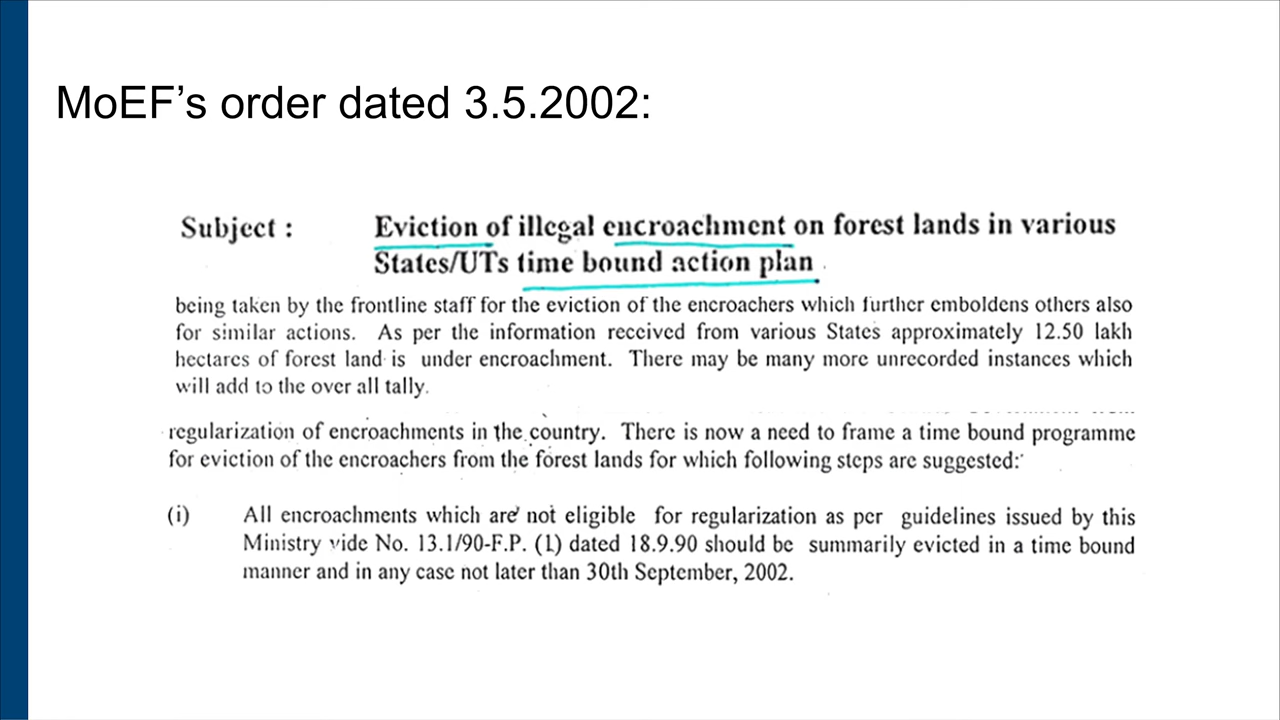 MoEF’s order dated 3.5.2002:
Subject : Eviction of illegal encroachment on forest lands in various
States/UTs time bound action plan
being taken by the frontline staff for the eviction of the encroachers which further emboldens others also
for similar actions. As per the information received from various States approximately 12.50 lakh
hectares of forest land is under encroachment. There may be many more unrecorded instances which
will add to the over all tally.
regularization of encroachments in the country. There is now a need to frame a time bound programme
for eviction of the encroachers from the forest lands for which following steps are suggested:
(i) All encroachments which are not eligible for regularization as per guidelines issued by this
Ministry vide No. 13.1/90-F.P. (1) dated 18.9.90 should be summarily evicted in a time bound
manner and in any case not later than 30th September, 2002.